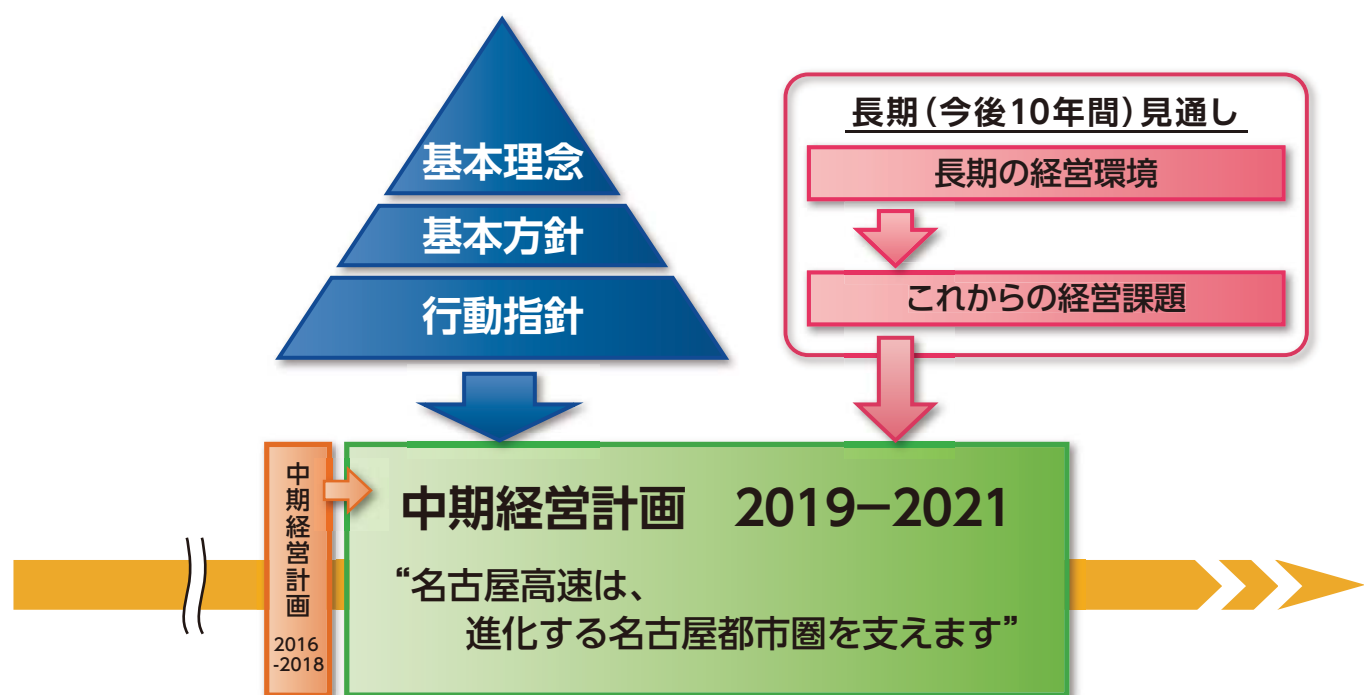 基本理念
基本方針
行動指針
長期（今後10年間）見通し
長期の経営環境
これからの経営課題
中期経営計画
2016
-2018
中期経営計画　2019－2021
“名古屋高速は、
進化する名古屋都市圏を支えます”